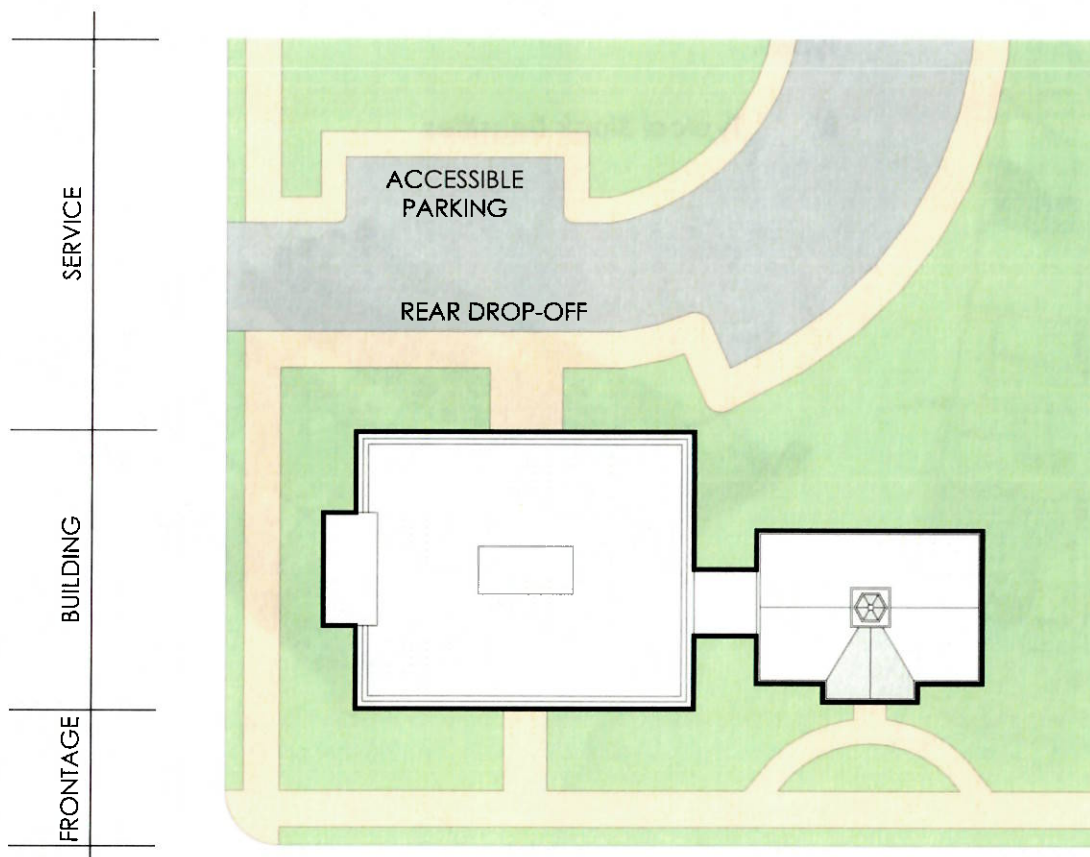 SERVICE
ACCESSIBLE
PARKING
REAR DROP-OFF
BUILDING
FRONTAGE